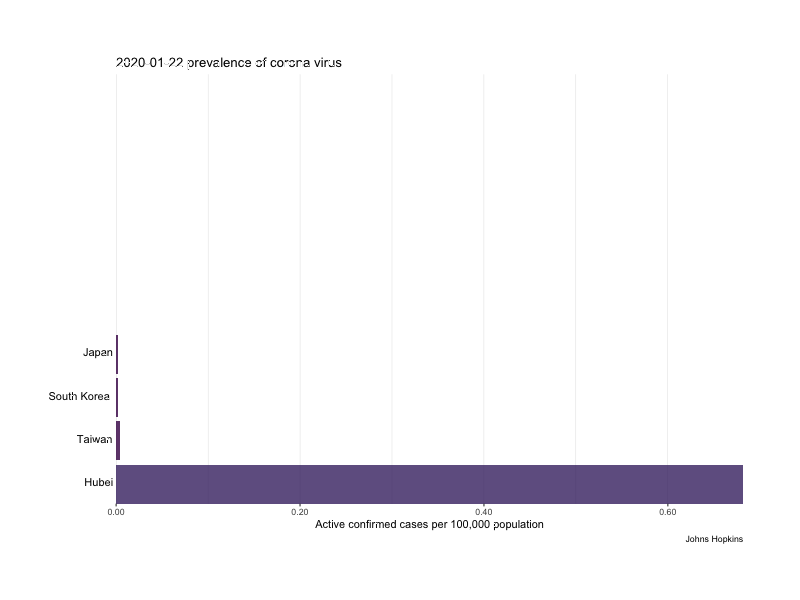 2020-01-22 prevalence of corona virus
Japan
South Korea
Taiwan
Hubei
0.00 0.20 0.40 0.60
Active confirmed cases per 100,000 population
Johns Hopkins